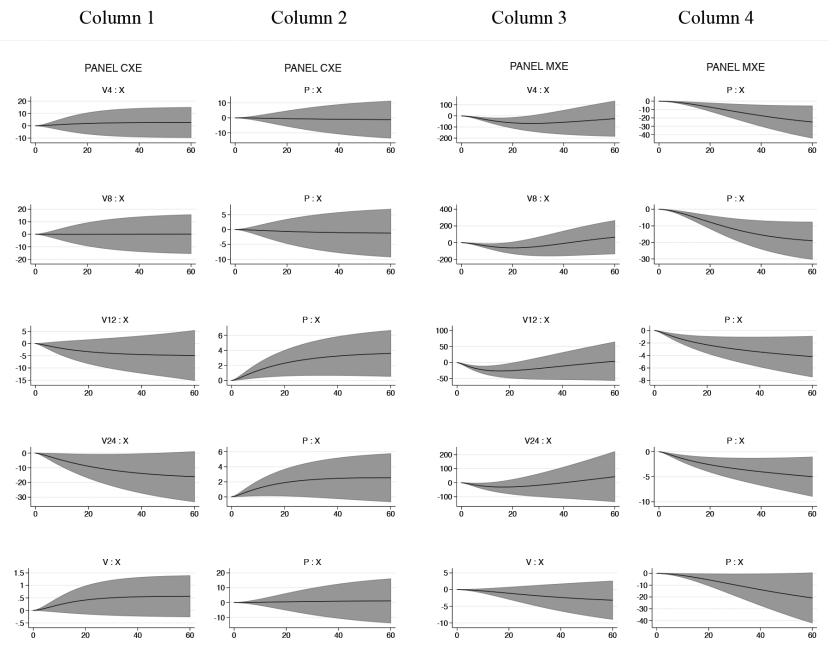 Column 1 Column 2 Column 3 Column 4
PANEL CXE PANEL CXE PANEL MXE PANEL MXE
V4 : X P : X V4 : X P : X
20 10 0 -10
0 20 40 60
10 0 -10
0 20 40 60
100 0 -100 -200
0 20 40 60
0 -10 -20 -30 -40
0 20 40 60
V8 : X P : X V8 : X P : X
20 10 0 -10 -20
0 20 40 60
5 0 -5 -10
0 20 40 60
400 200 0 -200
0 20 40 60
0 -10 -20 -30
0 20 40 60
V12 : X P : X V12 : X P : X
5 0 -5 -10 -15
0 20 40 60
6 4 2 0
0 20 40 60
100 50 0 -50
0 20 40 60
0 -2 -4 -6 -8
0 20 40 60
V24 : X P : X V24 : X P : X
0 -10 -20 -30
0 20 40 60
6 4 2 0
0 20 40 60
200 100 0 -100
0 20 40 60
0 -5 -10
0 20 40 60
V : X P : X V : X P : X
1.5 1 .5 0 -.5
0 20 40 60
20 10 0 -10
0 20 40 60
5 0 -5 -10
0 20 40 60
0 -10 -20 -30 -40
0 20 40 60